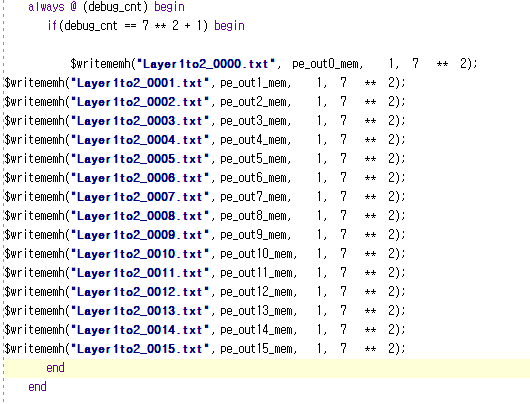 always @ (debug_cnt) begin
if(debug_cnt == 7 ** 2 + 1) begin
$writememh("Layer1to2_0000.txt", pe_out0_mem, 1, 7 ** 2);
$writememh("Layer1to2_0001.txt", pe_out1_mem, 1, 7 ** 2);
$writememh("Layer1to2_0002.txt", pe_out2_mem, 1, 7 ** 2);
$writememh("Layer1to2_0003.txt", pe_out3_mem, 1, 7 ** 2);
$writememh("Layer1to2_0004.txt", pe_out4_mem, 1, 7 ** 2);
$writememh("Layer1to2_0005.txt", pe_out5_mem, 1, 7 ** 2);
$writememh("Layer1to2_0006.txt", pe_out6_mem, 1, 7 ** 2);
$writememh("Layer1to2_0007.txt", pe_out7_mem, 1, 7 ** 2);
$writememh("Layer1to2_0008.txt", pe_out8_mem, 1, 7 ** 2);
$writememh("Layer1to2_0009.txt", pe_out9_mem, 1, 7 ** 2);
$writememh("Layer1to2_0010.txt", pe_out10_mem, 1, 7 ** 2);
$writememh("Layer1to2_0011.txt", pe_out11_mem, 1, 7 ** 2);
$writememh("Layer1to2_0012.txt", pe_out12_mem, 1, 7 ** 2);
$writememh("Layer1to2_0013.txt", pe_out13_mem, 1, 7 ** 2);
$writememh("Layer1to2_0014.txt", pe_out14_mem, 1, 7 ** 2);
$writememh("Layer1to2_0015.txt", pe_out15_mem, 1, 7 ** 2);
end
end